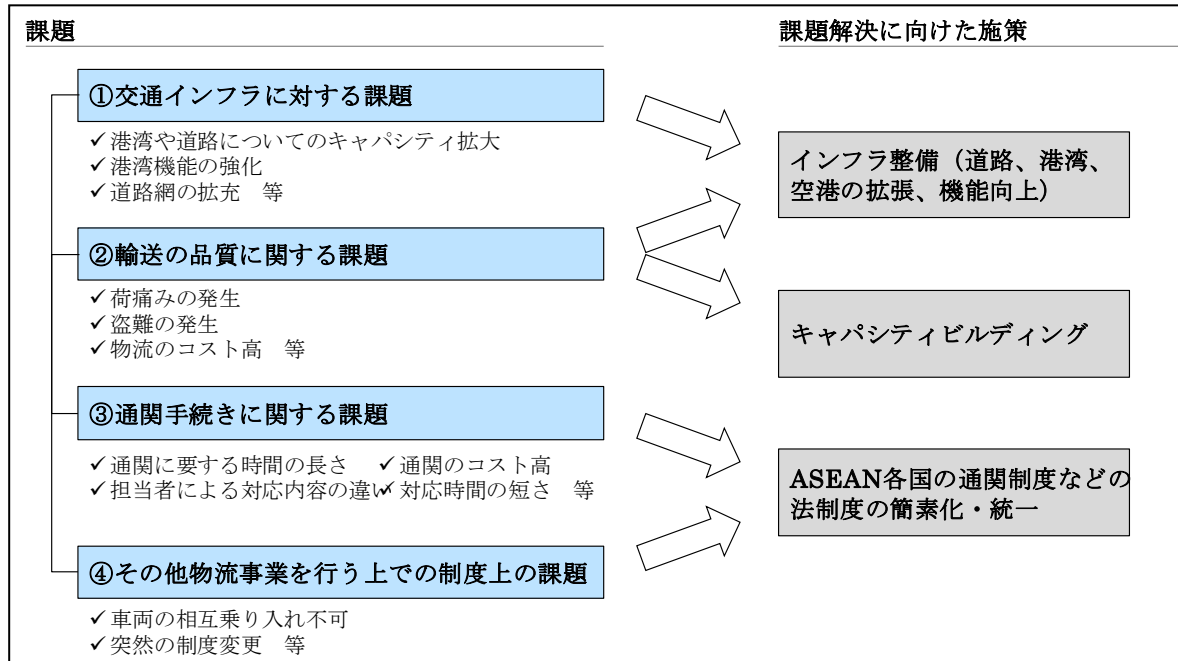 課題
①交通インフラに対する課題
✓港湾や道路についてのキャパシティ拡大
✓港湾機能の強化
✓道路網の拡充　等
②輸送の品質に関する課題
✓荷痛みの発生
✓盗難の発生
✓物流のコスト高　等
③通関手続きに関する課題
✓通関に要する時間の長さ　✓通関のコスト高
✓担当者による対応内容の違い✓対応時間の短さ　等
④その他物流事業を行う上での制度上の課題
✓車両の相互乗り入れ不可
✓突然の制度変更　等
課題解決に向けた施策
インフラ整備（道路、港湾、
空港の拡張、機能向上）
キャパシティビルディング
ASEAN各国の通関制度などの
法制度の簡素化・統一